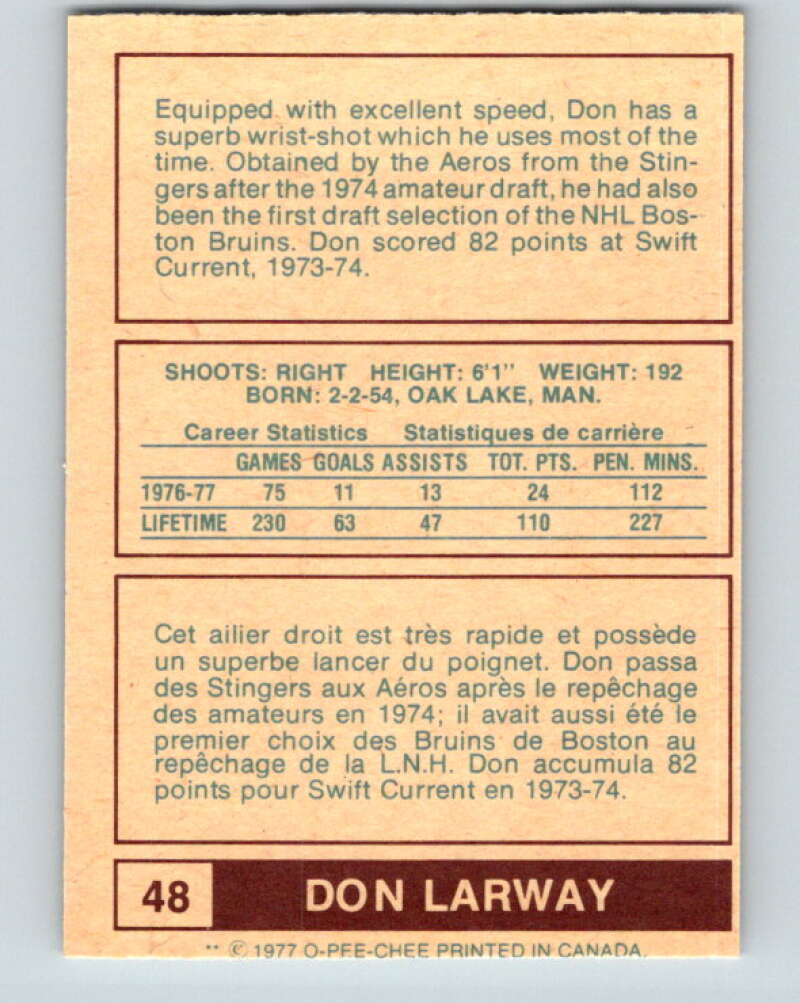 Equipped with excellent speed, Don has a
superb wrist-shot which he uses most of the
time. Obtained by the Aeros from the Stin-
gers after the 1974 amateur draft, he had also
been the first draft selection of the NHL Bos-
ton Bruins. Don scored 82 points at Swift
Current, 1973-74.
SHOOTS: RIGHT HEIGHT: 6'1" WEIGHT: 192
BORN: 2-2-54, OAK LAKE, MAN.
Career Statistics Statistiques de carrière
GAMES GOALS ASSISTS TOT. PTS. PEN. MINS.
1976-77 75 11 13 24 112
LIFETIME 230 63 47 110 227
Cet ailier droit est très rapide et possède
un superbe lancer du poignet. Don passa
des Stingers aux Aéros après le repêchage
des amateurs en 1974; il avait aussi été le
premier choix des Bruins de Boston au
repêchage de la L.N.H. Don accumula 82
points pour Swift Current en 1973-74.
48 DON LARWAY
** © 1977 O-PEE-CHEE PRINTED IN CANADA.